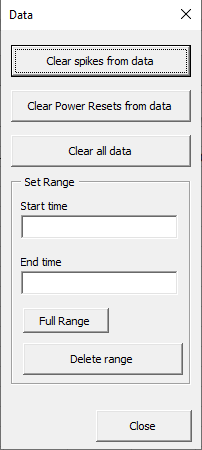 Data
Clear spikes from data
Clear Power Resets from data
Clear all data
Set Range
Start time
End time
Full Range
Delete range
Close